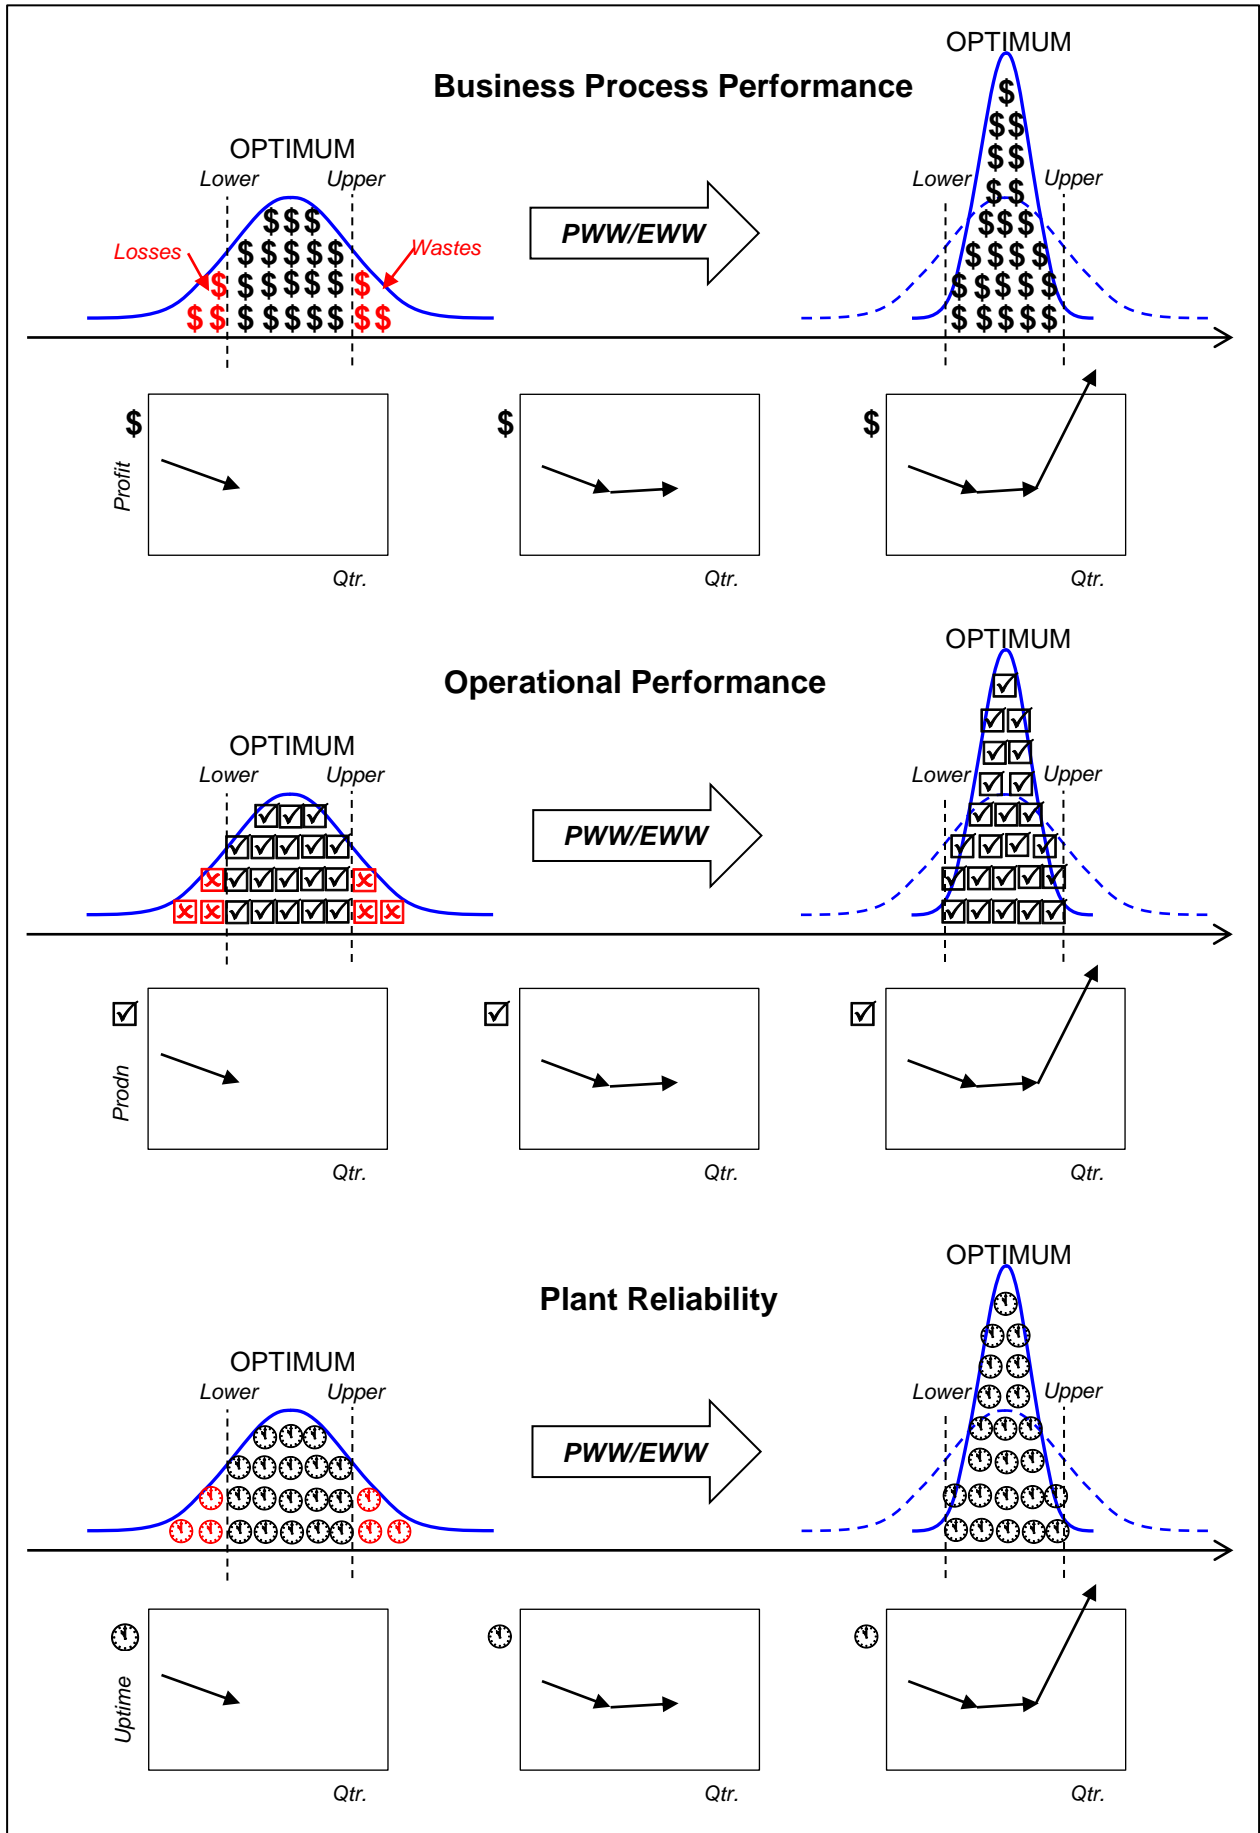 OPTIMUM
Business Process Performance
OPTIMUM
Lower Upper
Lower Upper
PWW/EWW
Losses Wastes
$
$ $
$ $
$ $
$ $ $ $ $ $
$ $ $ $ $ $ $ $ $
$ $ $ $ $ $ $ $ $ $ $ $
$ $ $ $ $ $ $ $ $ $ $ $ $ $
$ $ $
Profit
Qtr. Qtr. Qtr.
OPTIMUM
Operational Performance
OPTIMUM
Lower Upper
Lower Upper
PWW/EWW
Prodn
Qtr. Qtr. Qtr.
OPTIMUM
Plant Reliability
OPTIMUM
Lower Upper
Lower Upper
PWW/EWW
Uptime
Qtr. Qtr. Qtr.